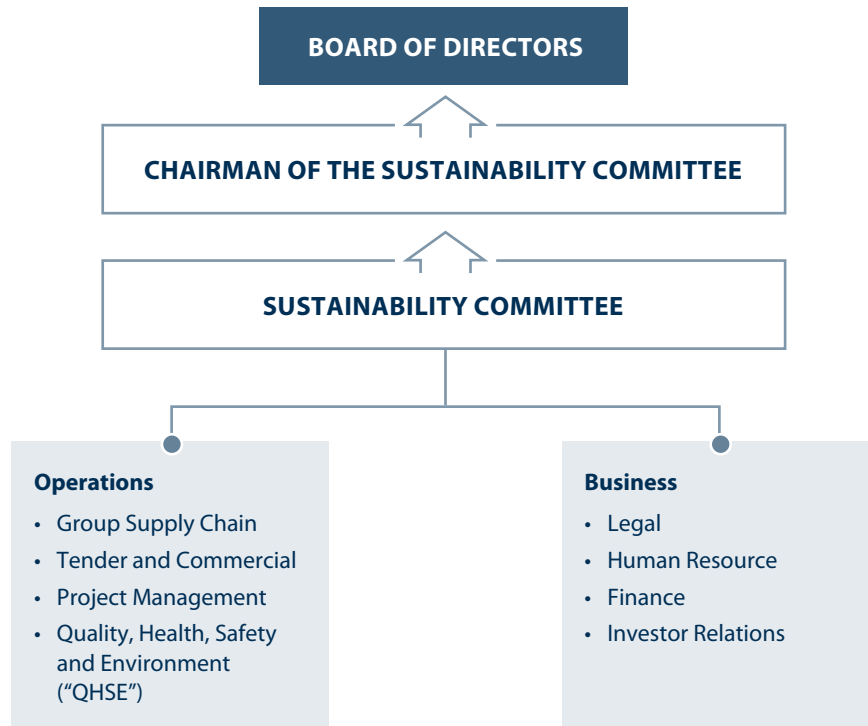 BOARD OF DIRECTORS
CHAIRMAN OF THE SUSTAINABILITY COMMITTEE
SUSTAINABILITY COMMITTEE
Operations
• Group Supply Chain
• Tender and Commercial
• Project Management
• Quality, Health, Safety
and Environment
(“QHSE”)
Business
• Legal
• Human Resource
• Finance
• Investor Relations